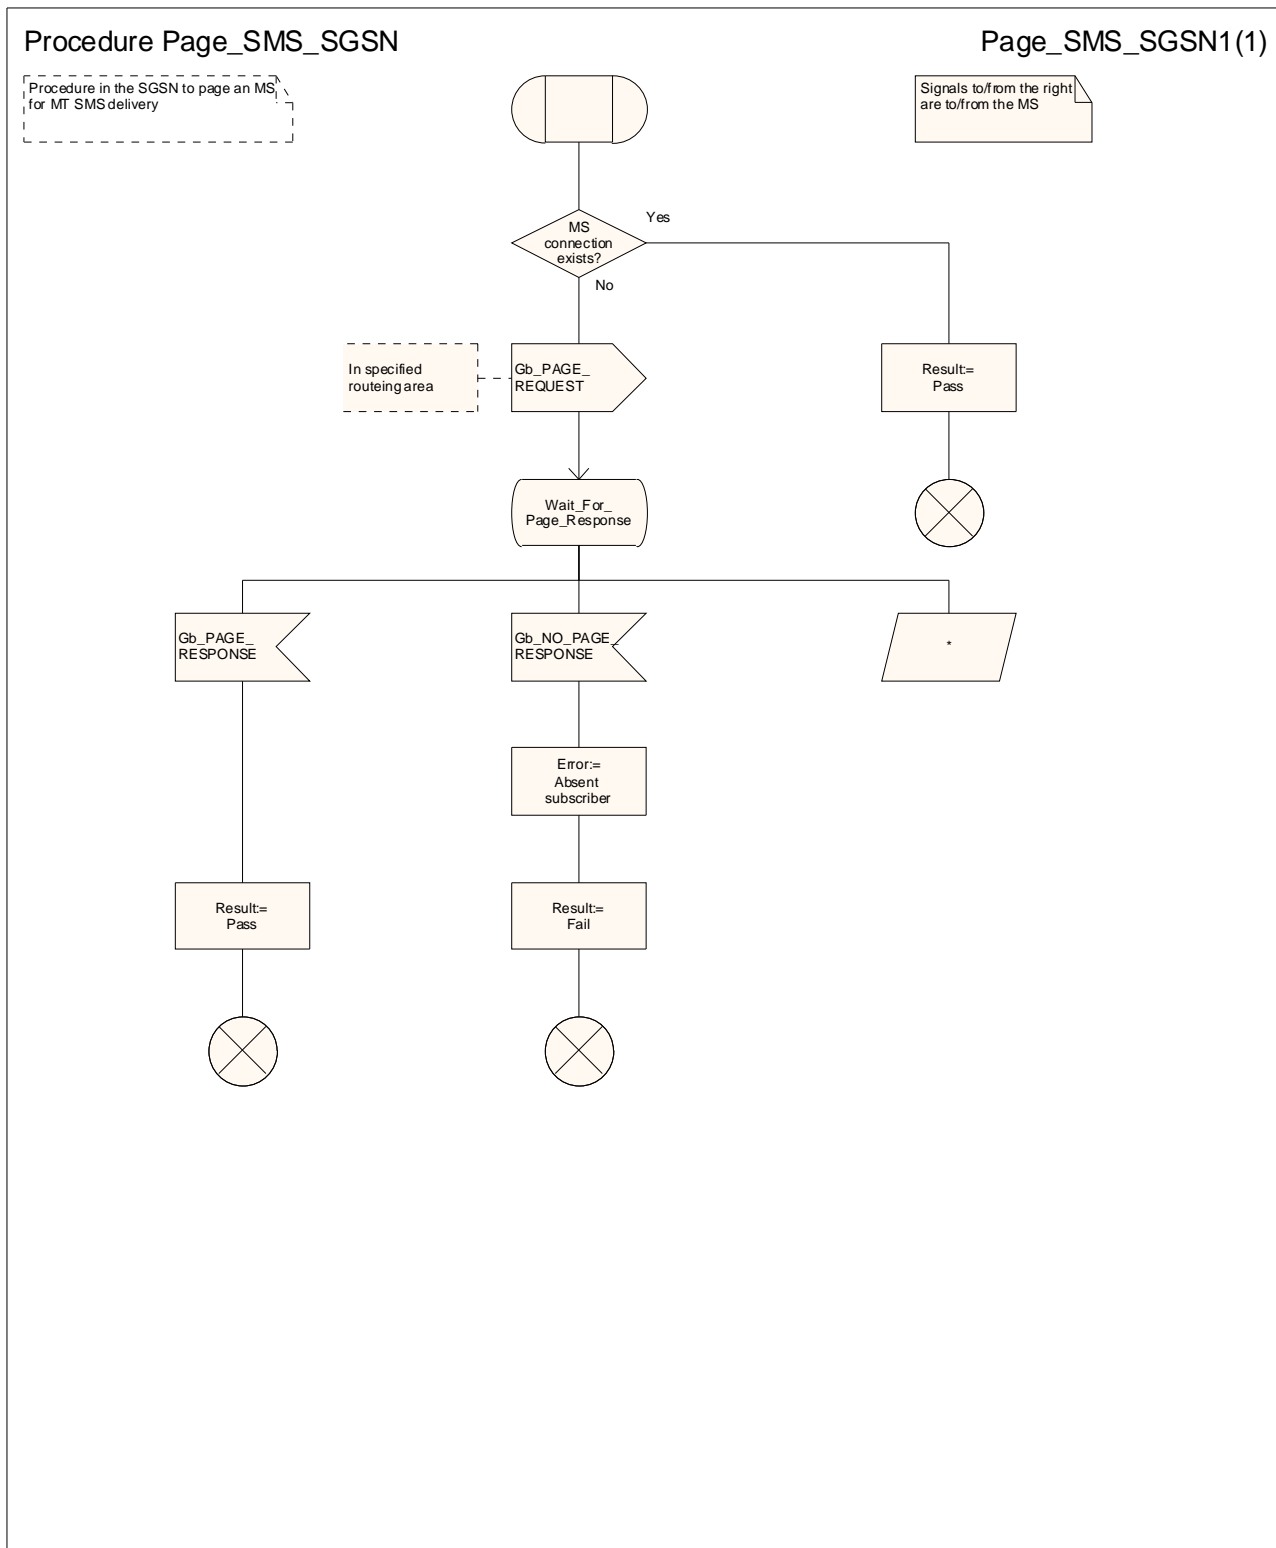 Procedure Page_SMS_SGSN
Page_SMS_SGSN1(1)
Procedure in the SGSN to page an MS
for MT SMS delivery
Signals to/from the right
are to/from the MS
MS
connection
exists?
Yes
No
In specified
routeing area
Gb_PAGE_
REQUEST
Result:=
Pass
Wait_For_
Page_Response
Gb_PAGE_
RESPONSE
Gb_NO_PAGE_
RESPONSE
*
Error:=
Absent
subscriber
Result:=
Pass
Result:=
Fail